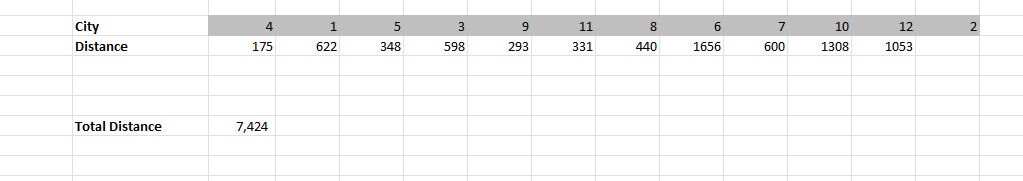 City 4 1 5 3 9 11 8 6 7 10 12 2
Distance 175 622 348 598 293 331 440 1656 600 1308 1053
Total Distance 7,424